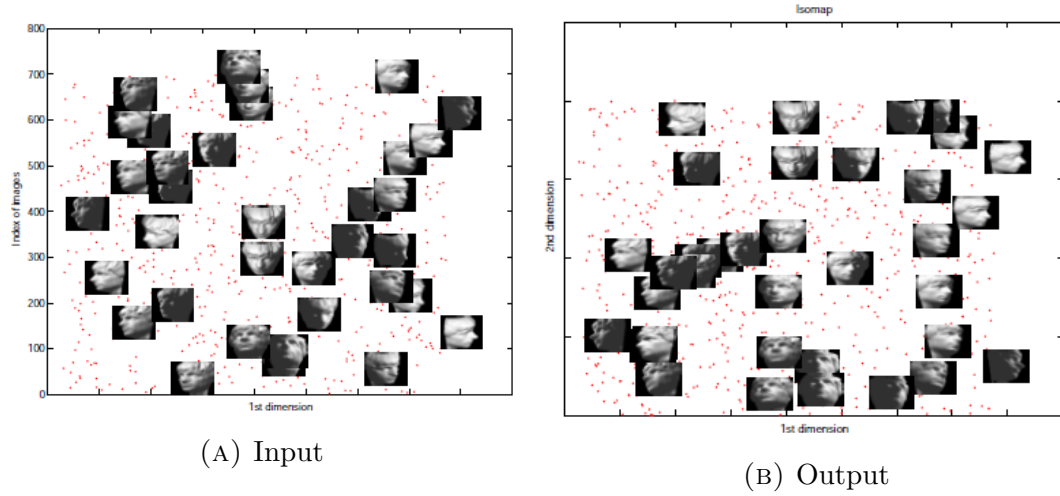 800
700
600
500
400
300
200
100
0
Index of images
1st dimension
(A) Input
Isomap
2nd dimension
1st dimension
(B) Output